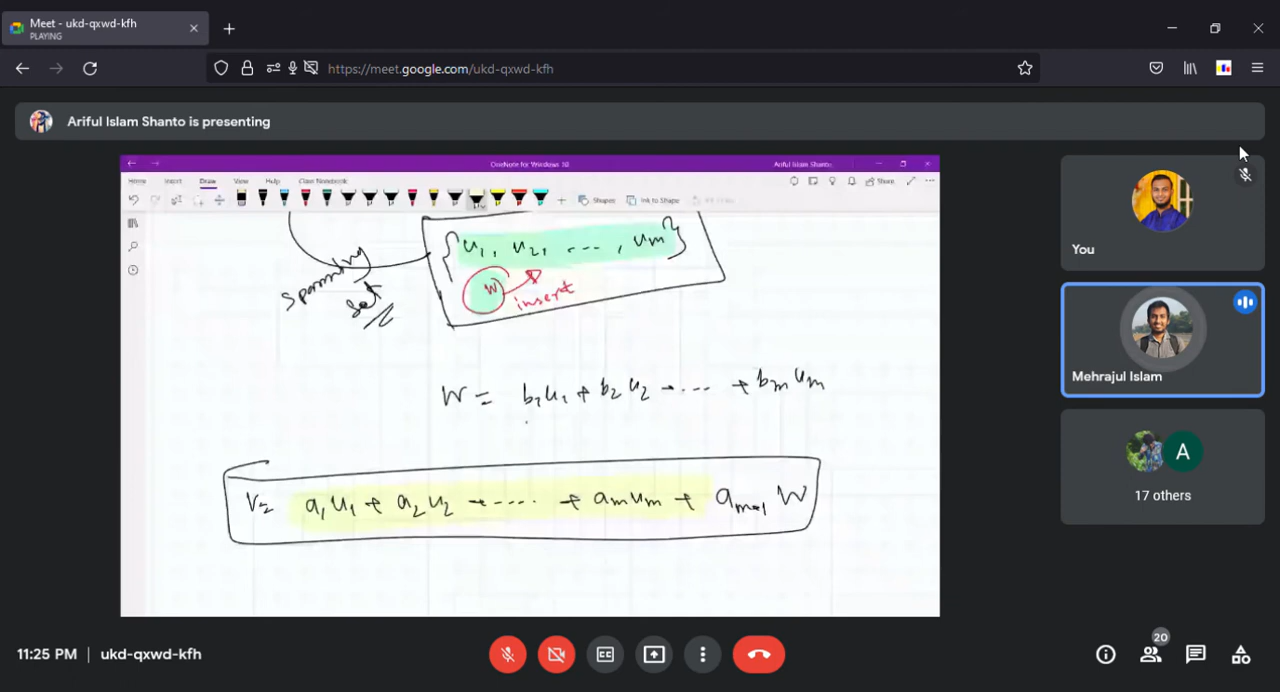 Meet - ukd-qxwd-kfh
PLAYING
https://meet.google.com/ukd-qxwd-kfh
Ariful Islam Shanto is presenting
OneNote for Windows 10
Ariful Islam Shanto
Home Insert Draw View Help Class Notebook
Share
Shapes Ink to Shape
{u₁, u₂, ..., uₘ}
w insert
spanning
set
W = b₁u₁ + b₂u₂ + .... + bₘuₘ
V= a₁u₁ + a₂u₂ + .... + aₘuₘ + aₘ₊₁ W
You
Mehrajul Islam
A
17 others
11:25 PM | ukd-qxwd-kfh
20